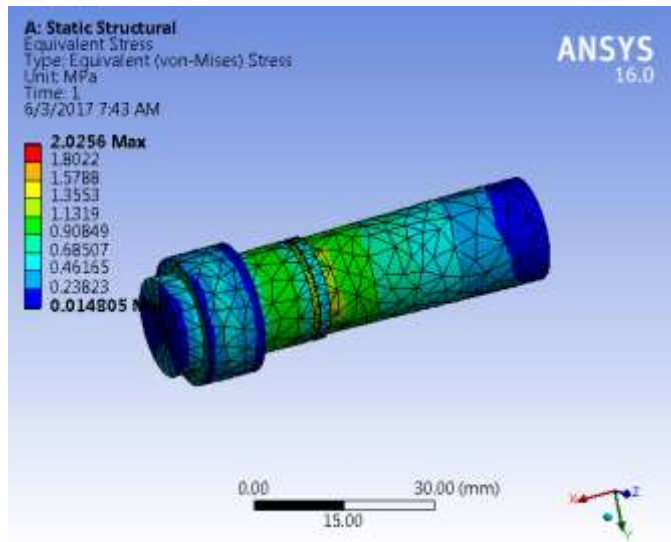 A: Static Structural
Equivalent Stress
Type: Equivalent (von-Mises) Stress
Unit: MPa
Time: 1
6/3/2017 7:43 AM
ANSYS
16.0
2.0256 Max
1.8022
1.5788
1.3553
1.1319
0.90849
0.68507
0.46165
0.23823
0.014805
0.00
30.00 (mm)
15.00
X
Z
Y